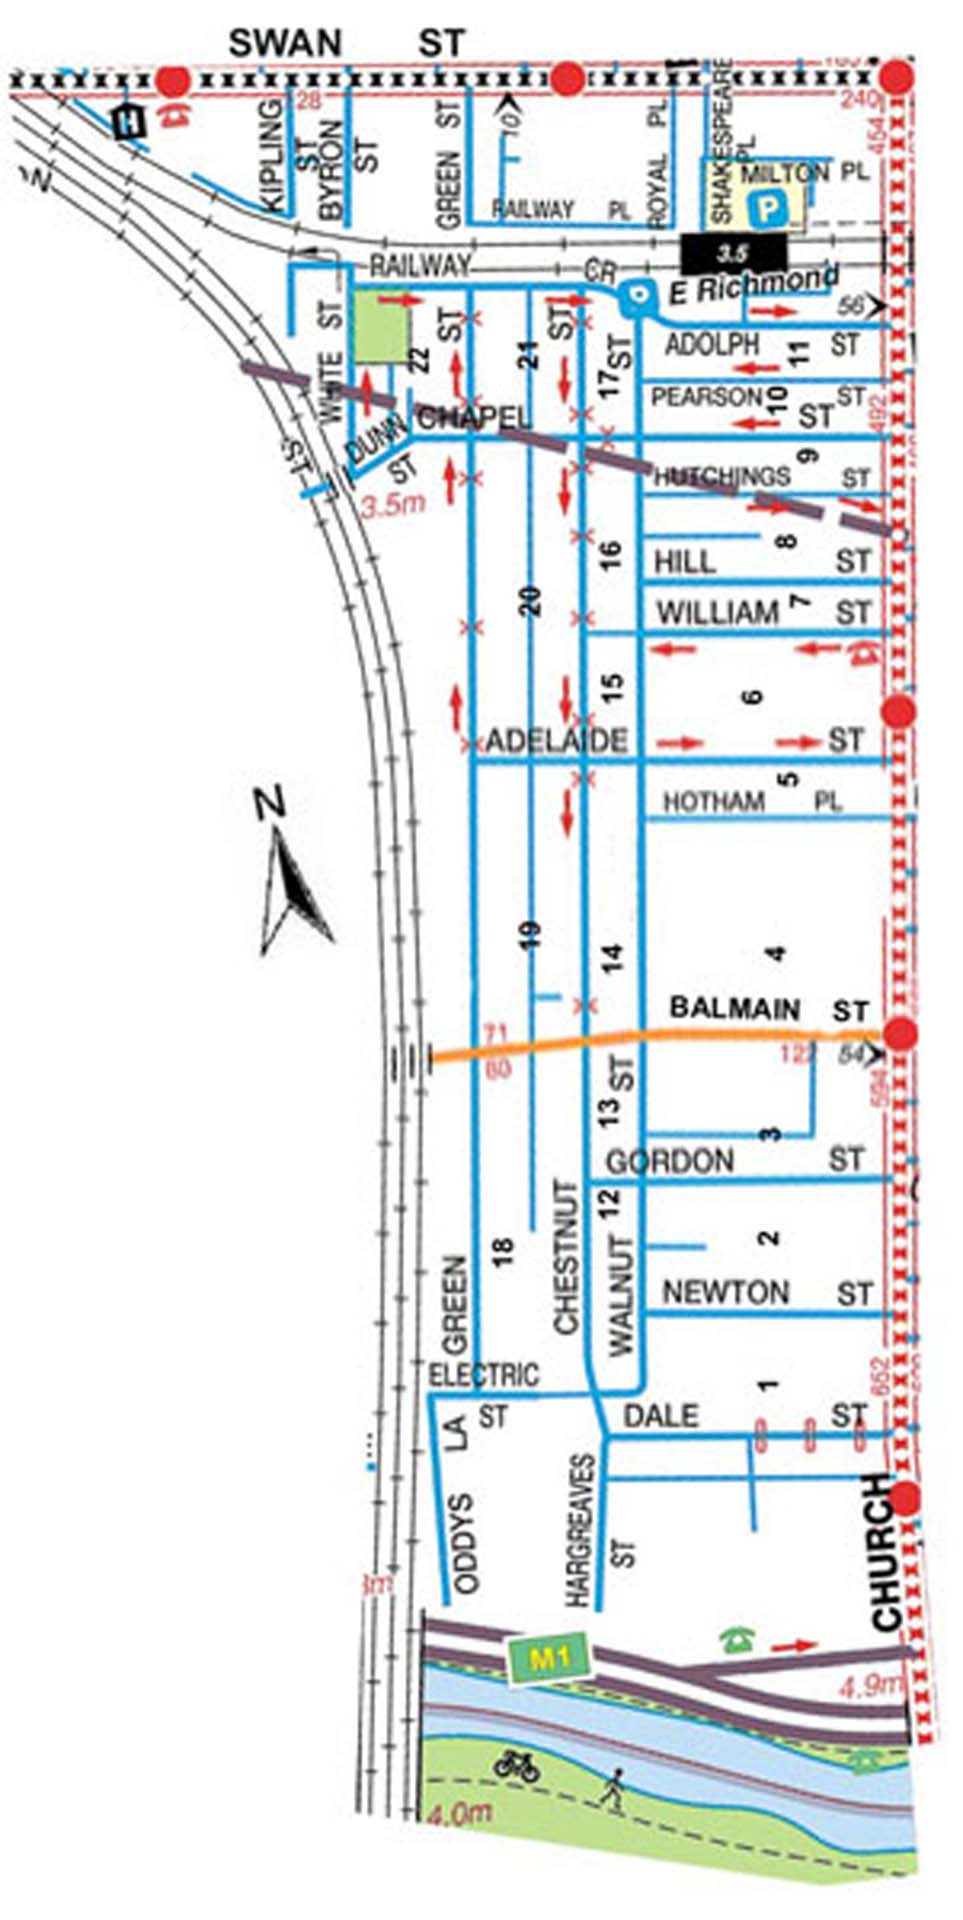 SWAN ST
28
240
454
KIPLING ST
BYRON ST
GREEN ST
10
RAILWAY PL
ROYAL PL
SHAKESPEARE PL
MILTON PL
P
3.5
E Richmond
RAILWAY CR
56
WHITE ST
22
ST
21
ST
17
ST
ADOLPH ST
11
PEARSON ST
10
492
CHAPEL ST
9
DUNN ST
ST
3.5m
HUTCHINGS ST
8
16
HILL ST
20
WILLIAM ST
7
15
6
ADELAIDE ST
5
HOTHAM PL
N
19
14
4
BALMAIN ST
71
80
122
54
594
ST
13
3
GORDON ST
12
2
18
GREEN
CHESTNUT
WALNUT
NEWTON ST
ELECTRIC ST
652
1
DALE ST
ODDYS LA
HARGREAVES ST
CHURCH
M1
4.9m
4.0m